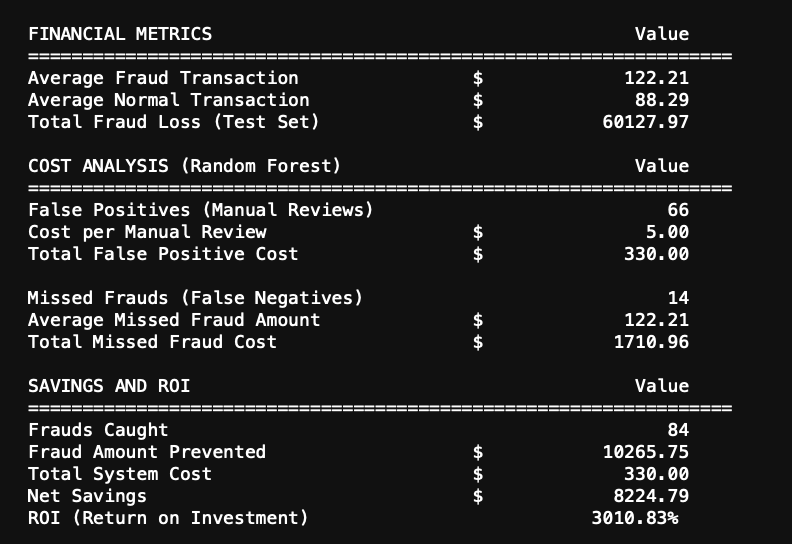 FINANCIAL METRICS Value
=================================================================
Average Fraud Transaction $ 122.21
Average Normal Transaction $ 88.29
Total Fraud Loss (Test Set) $ 60127.97
COST ANALYSIS (Random Forest) Value
=================================================================
False Positives (Manual Reviews) 66
Cost per Manual Review $ 5.00
Total False Positive Cost $ 330.00
Missed Frauds (False Negatives) 14
Average Missed Fraud Amount $ 122.21
Total Missed Fraud Cost $ 1710.96
SAVINGS AND ROI Value
=================================================================
Frauds Caught 84
Fraud Amount Prevented $ 10265.75
Total System Cost $ 330.00
Net Savings $ 8224.79
ROI (Return on Investment) 3010.83%